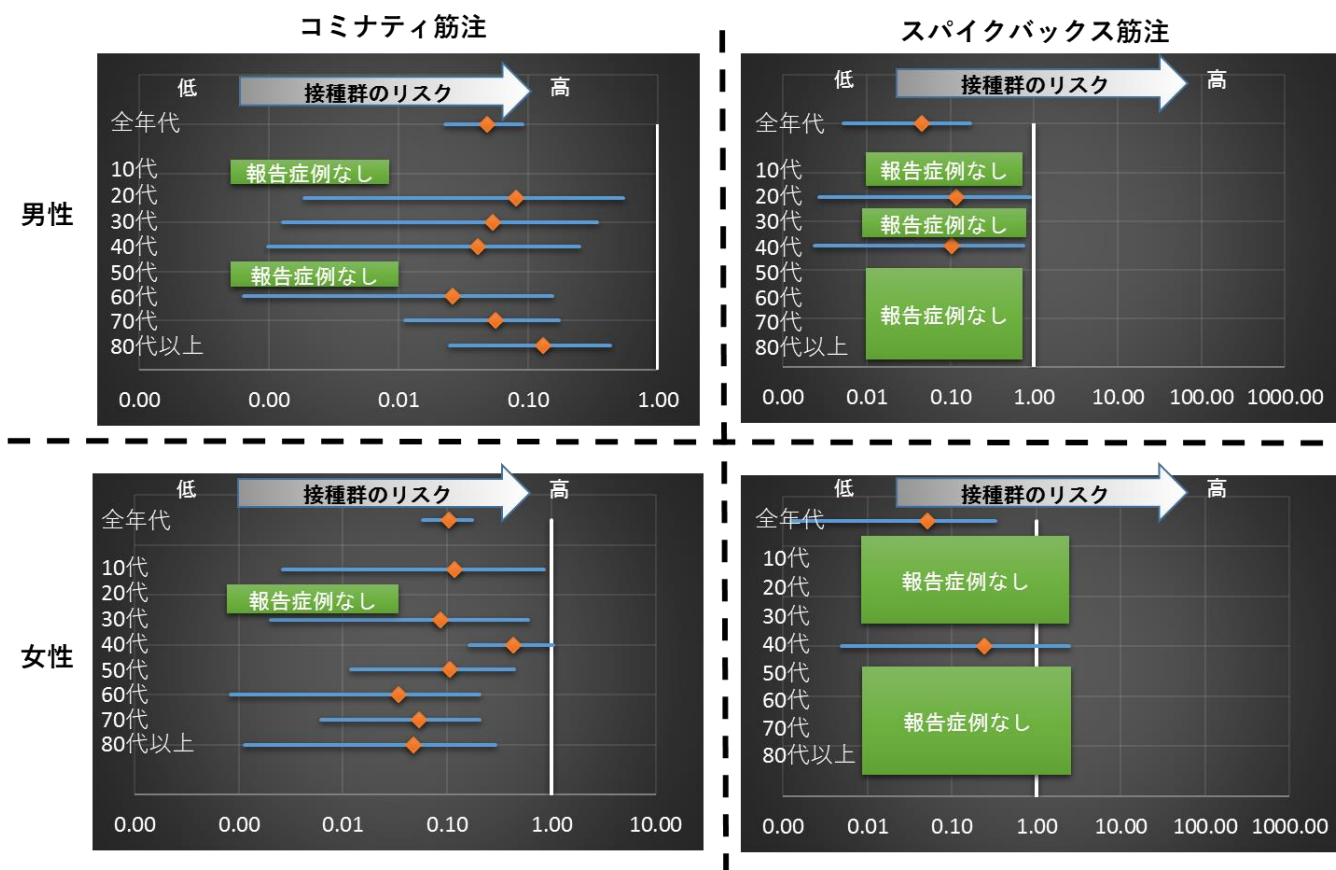 コミナティ筋注
スパイクバックス筋注
男性
低
接種群のリスク
高
全年代
10代
報告症例なし
20代
30代
40代
50代
報告症例なし
60代
70代
80代以上
0.00 0.00 0.01 0.10 1.00
低
接種群のリスク
高
全年代
10代
報告症例なし
20代
30代
報告症例なし
40代
50代
60代
報告症例なし
70代
80代以上
0.00 0.01 0.10 1.00 10.00 100.00 1000.00
女性
低
接種群のリスク
高
全年代
10代
20代
報告症例なし
30代
40代
50代
60代
70代
80代以上
0.00 0.00 0.01 0.10 1.00 10.00
低
接種群のリスク
高
全年代
10代
20代
報告症例なし
30代
40代
50代
60代
報告症例なし
70代
80代以上
0.00 0.01 0.10 1.00 10.00 100.00 1000.00